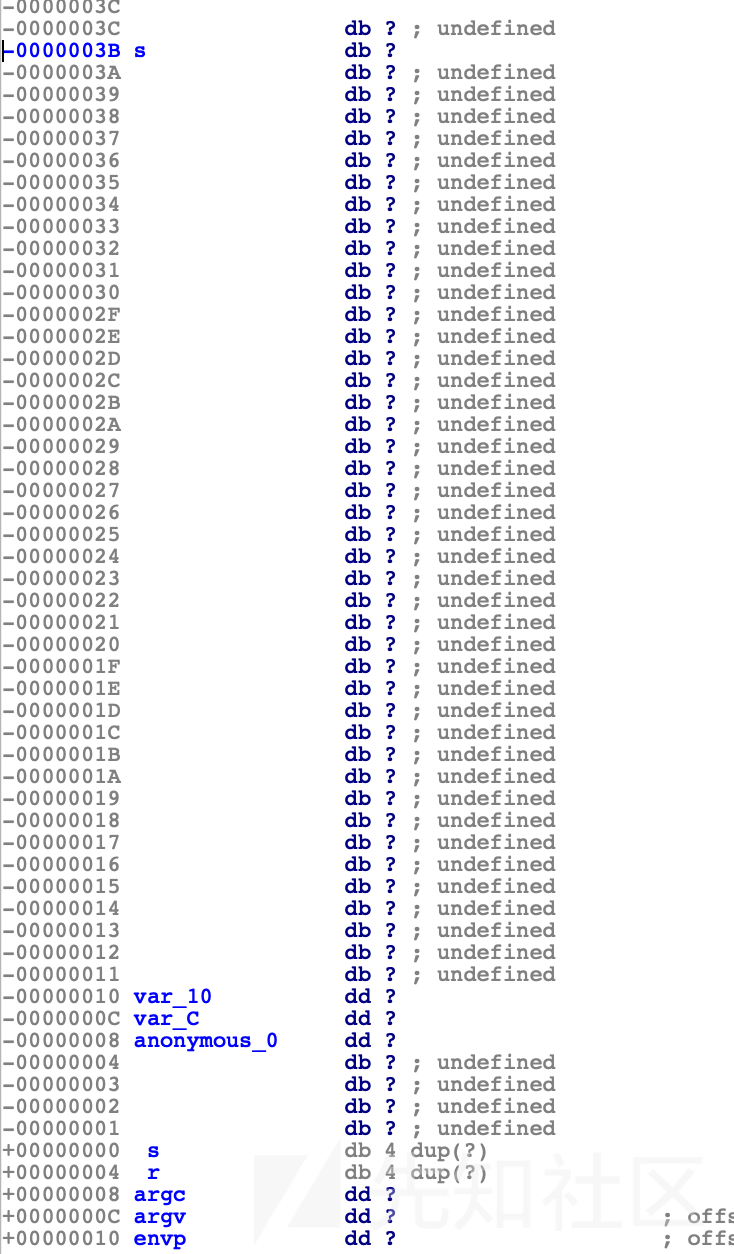 -0000003C
-0000003C db ? ; undefined
-0000003B s db ?
-0000003A db ? ; undefined
-00000039 db ? ; undefined
-00000038 db ? ; undefined
-00000037 db ? ; undefined
-00000036 db ? ; undefined
-00000035 db ? ; undefined
-00000034 db ? ; undefined
-00000033 db ? ; undefined
-00000032 db ? ; undefined
-00000031 db ? ; undefined
-00000030 db ? ; undefined
-0000002F db ? ; undefined
-0000002E db ? ; undefined
-0000002D db ? ; undefined
-0000002C db ? ; undefined
-0000002B db ? ; undefined
-0000002A db ? ; undefined
-00000029 db ? ; undefined
-00000028 db ? ; undefined
-00000027 db ? ; undefined
-00000026 db ? ; undefined
-00000025 db ? ; undefined
-00000024 db ? ; undefined
-00000023 db ? ; undefined
-00000022 db ? ; undefined
-00000021 db ? ; undefined
-00000020 db ? ; undefined
-0000001F db ? ; undefined
-0000001E db ? ; undefined
-0000001D db ? ; undefined
-0000001C db ? ; undefined
-0000001B db ? ; undefined
-0000001A db ? ; undefined
-00000019 db ? ; undefined
-00000018 db ? ; undefined
-00000017 db ? ; undefined
-00000016 db ? ; undefined
-00000015 db ? ; undefined
-00000014 db ? ; undefined
-00000013 db ? ; undefined
-00000012 db ? ; undefined
-00000011 db ? ; undefined
-00000010 var_10 dd ?
-0000000C var_C dd ?
-00000008 anonymous_0 dd ?
-00000004 db ? ; undefined
-00000003 db ? ; undefined
-00000002 db ? ; undefined
-00000001 db ? ; undefined
+00000000 s db 4 dup(?)
+00000004 r db 4 dup(?)
+00000008 argc dd ?
+0000000C argv dd ? ; offs
+00000010 envp dd ? ; offs
先知社区